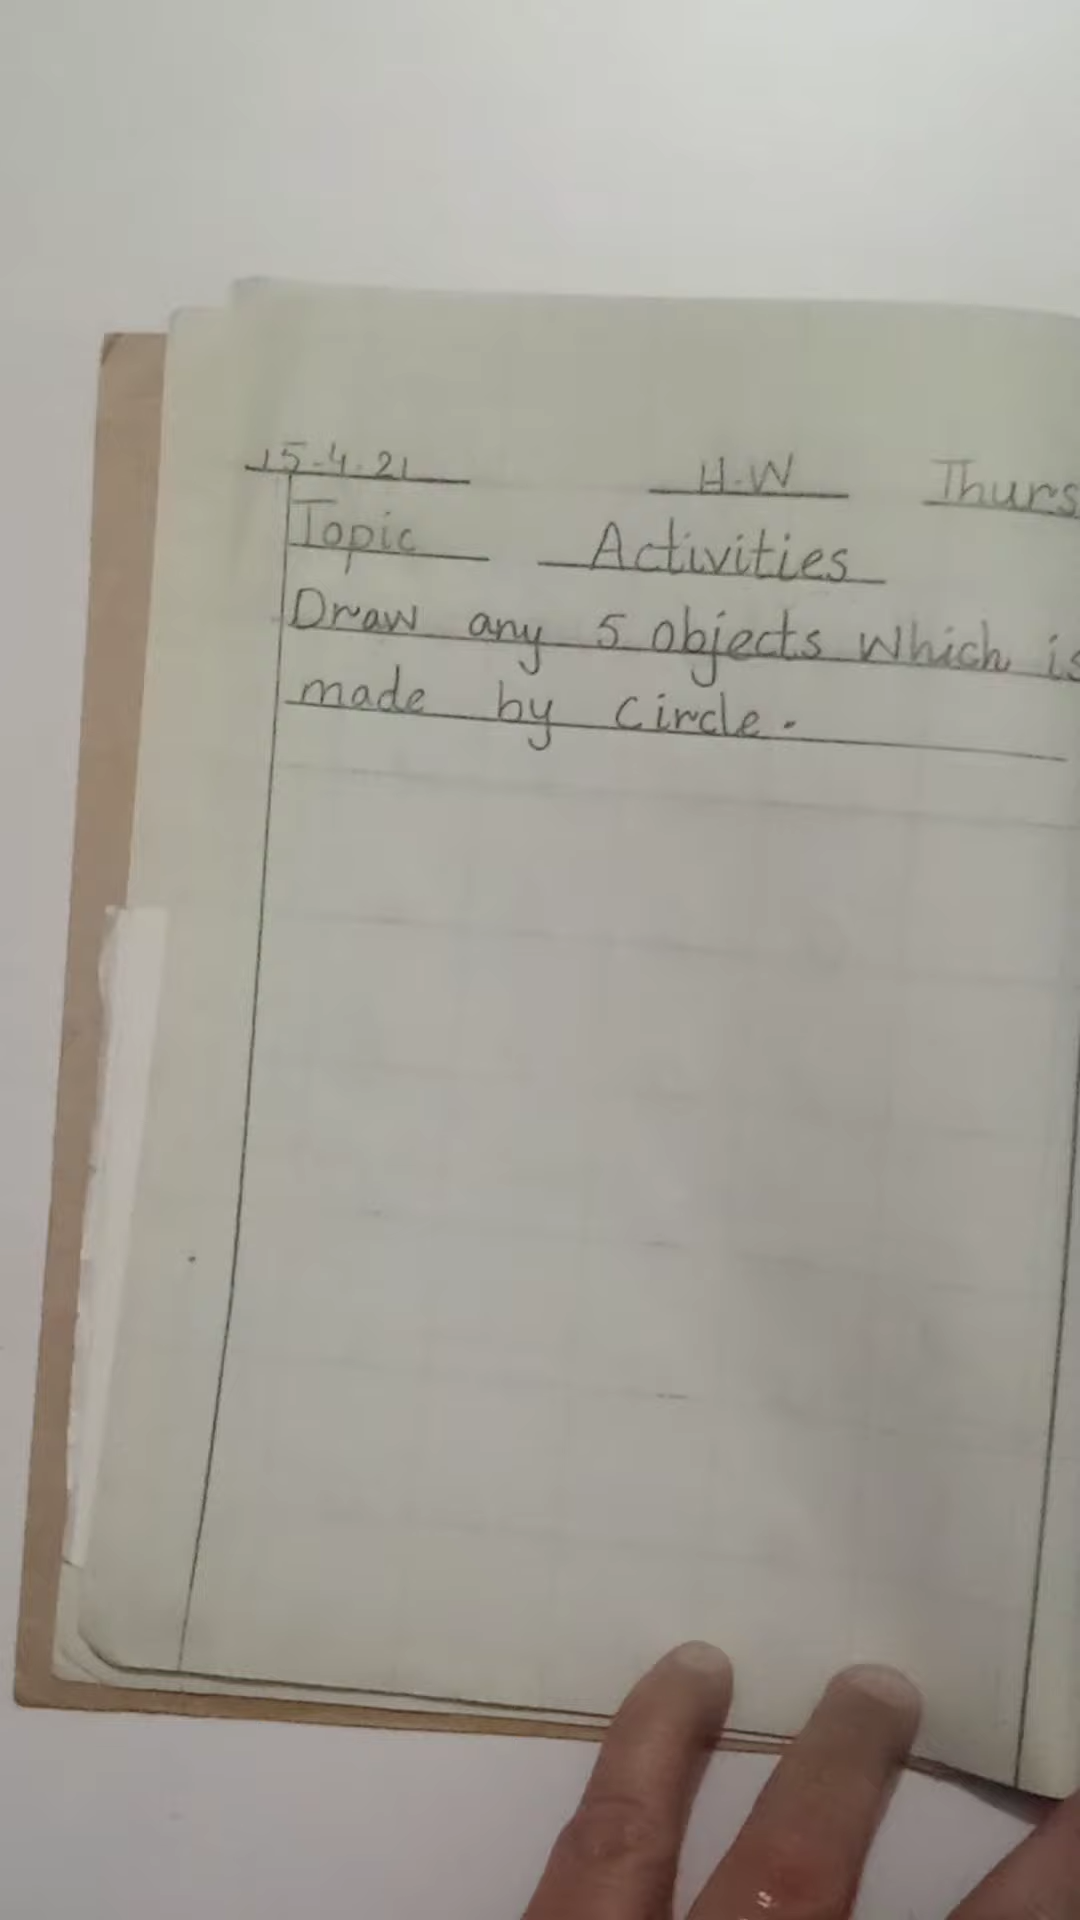 15-4-21 H.W Thurs
Topic Activities
Draw any 5 objects which is
made by circle.